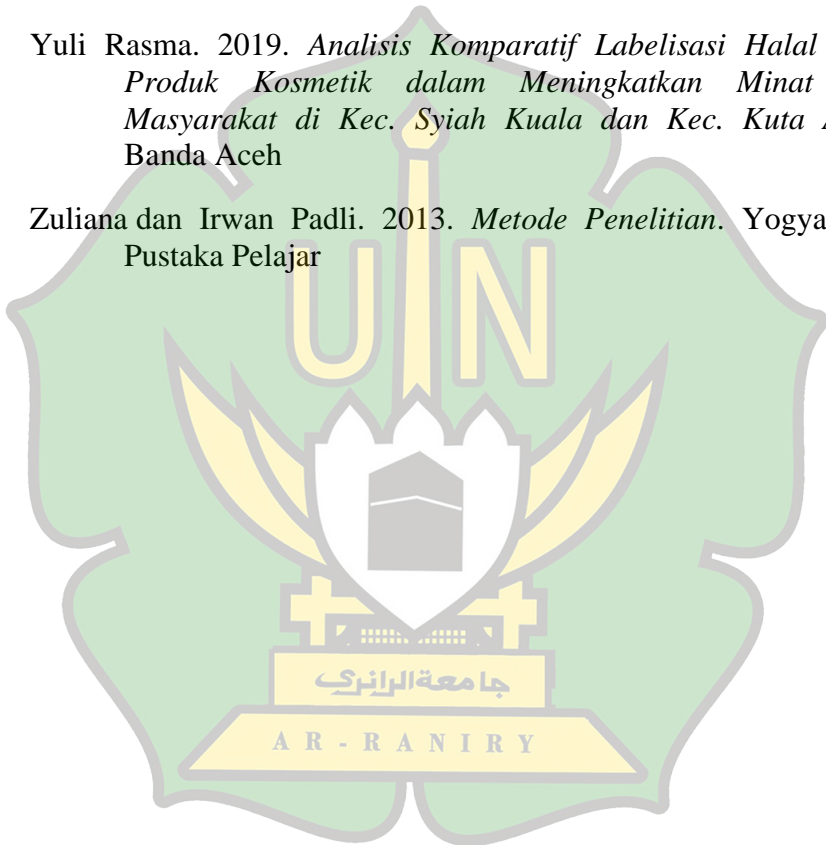 Yuli Rasma. 2019. Analisis Komparatif Labelisasi Halal
Produk Kosmetik dalam Meningkatkan Minat
Masyarakat di Kec. Syiah Kuala dan Kec. Kuta
Banda Aceh
Zuliana dan Irwan Padli. 2013. Metode Penelitian. Yogya
Pustaka Pelajar
UIN
جامعة الرانري
AR-RANIRY